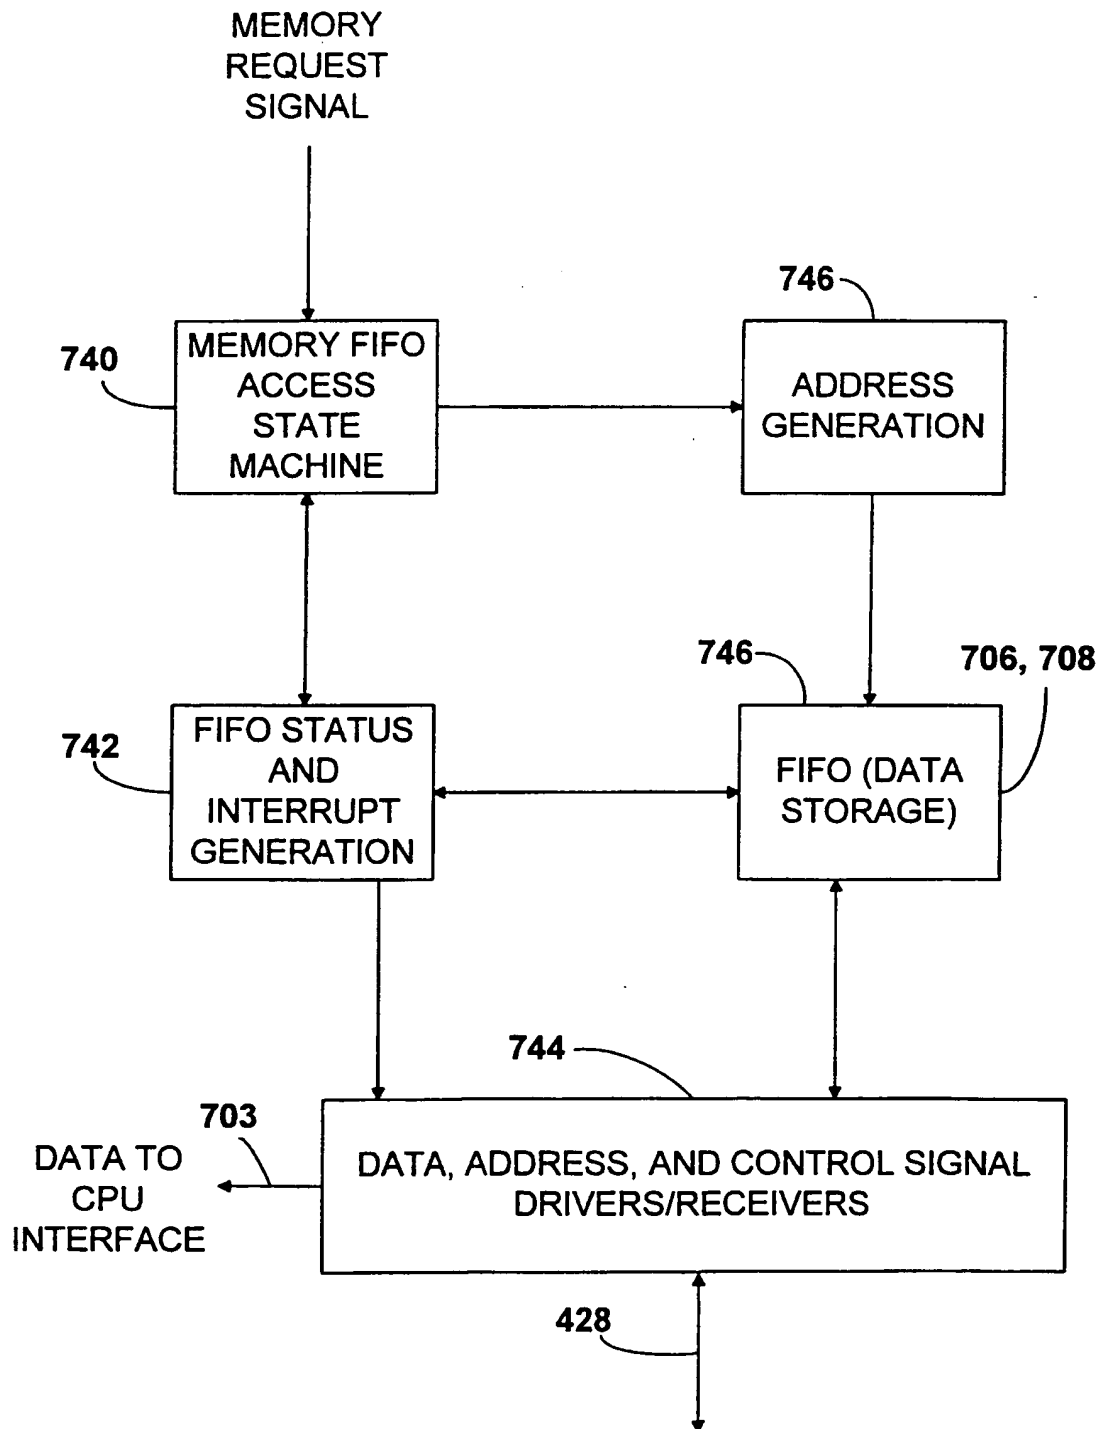 MEMORY
REQUEST
SIGNAL
746
740
MEMORY FIFO
ACCESS
STATE
MACHINE
ADDRESS
GENERATION
746
706, 708
742
FIFO STATUS
AND
INTERRUPT
GENERATION
FIFO (DATA
STORAGE)
744
703
DATA TO
CPU
INTERFACE
DATA, ADDRESS, AND CONTROL SIGNAL
DRIVERS/RECEIVERS
428